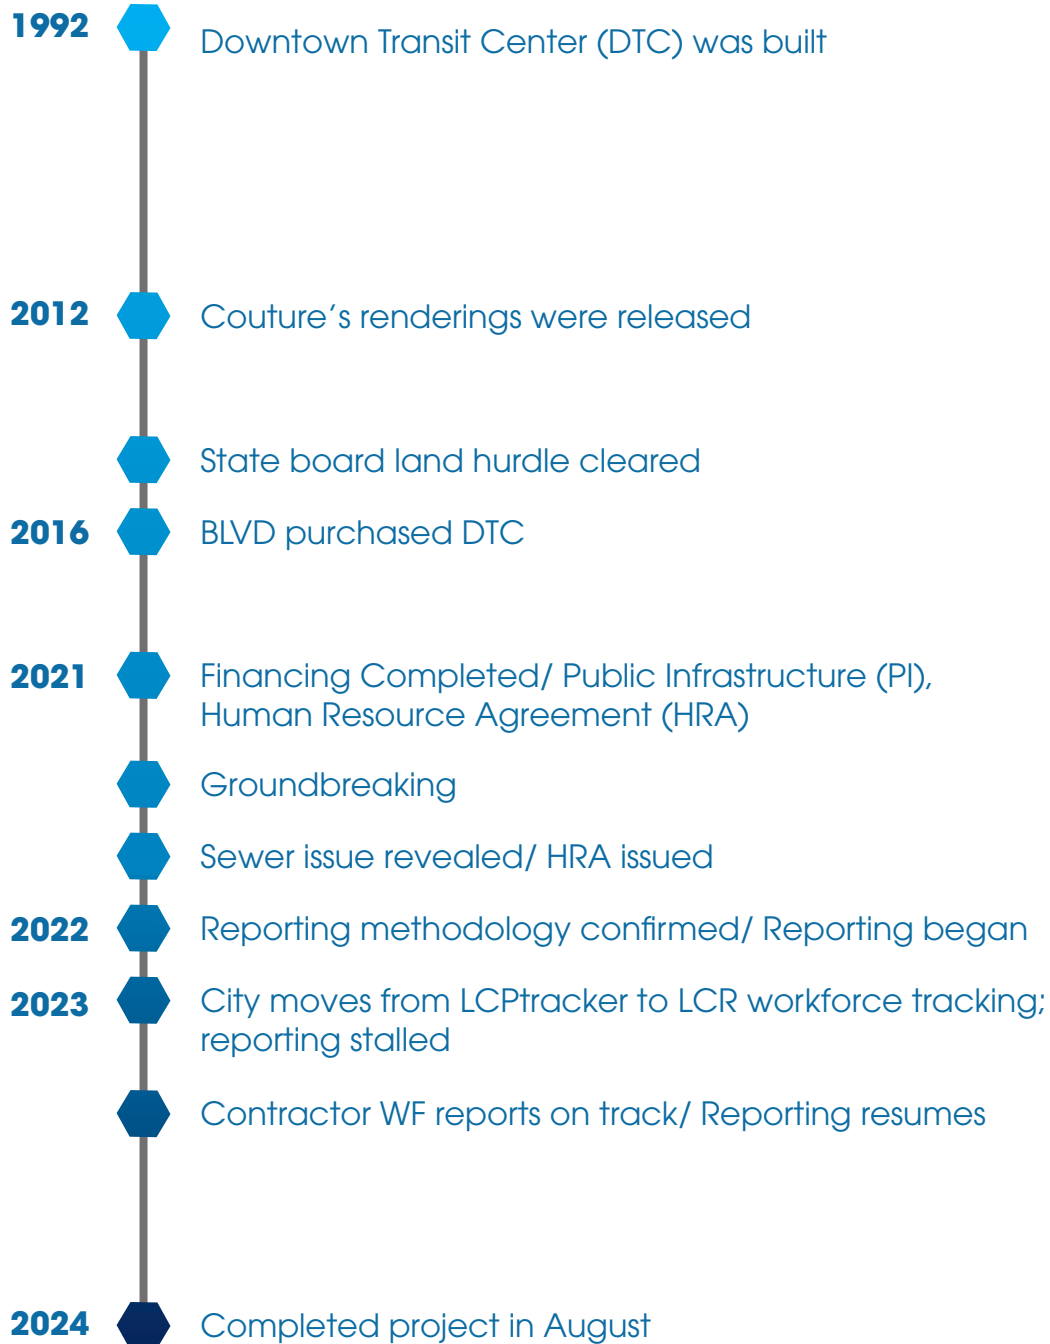 1992
Downtown Transit Center (DTC) was built
2012
Couture’s renderings were released
State board land hurdle cleared
2016
BLVD purchased DTC
2021
Financing Completed/ Public Infrastructure (PI),
Human Resource Agreement (HRA)
Groundbreaking
Sewer issue revealed/ HRA issued
2022
Reporting methodology confirmed/ Reporting began
2023
City moves from LCPtracker to LCR workforce tracking;
reporting stalled
Contractor WF reports on track/ Reporting resumes
2024
Completed project in August